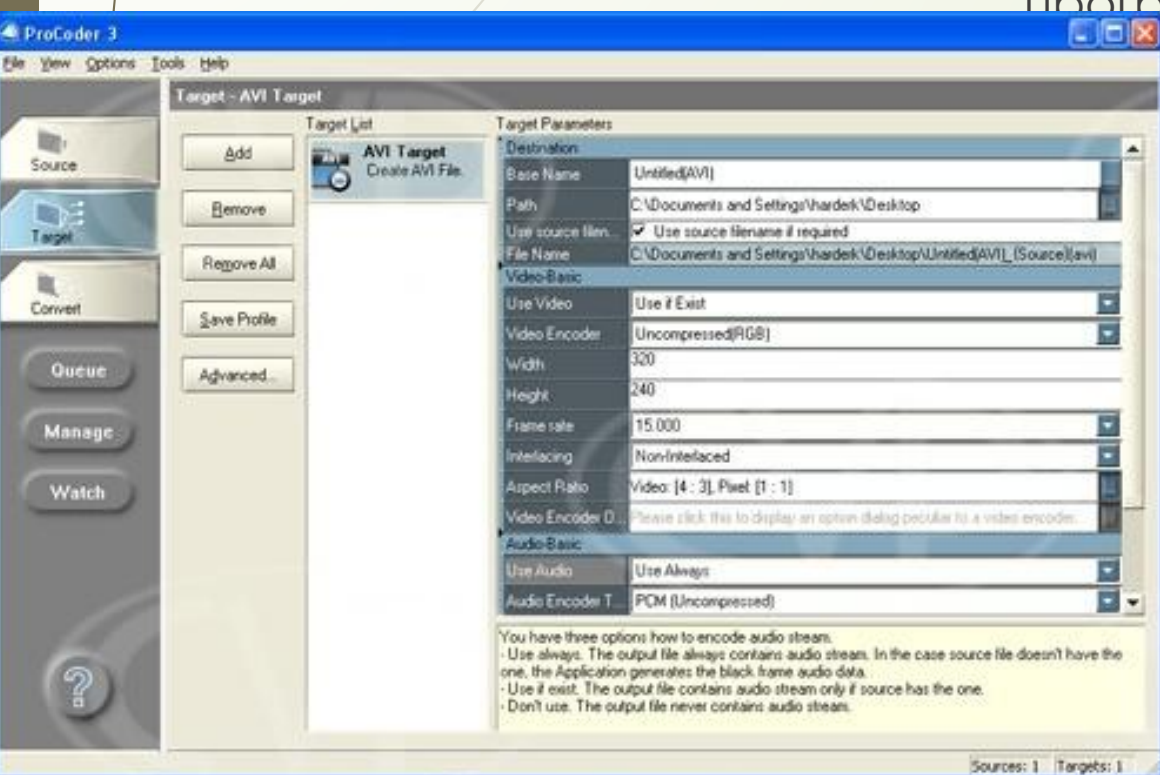 ProCoder 3
File View Options Tools Help
Target - AVI Target
Source
Target
Convert
Queue
Manage
Watch
Add
Remove
Remove All
Save Profile
Advanced...
Target List
AVI Target
Create AVI File.
Target Parameters
Destination
Base Name Untitled(AVI)
Path C:\Documents and Settings\harderk\Desktop
Use source filen... Use source filename if required
File Name C:\Documents and Settings\harderk\Desktop\Untitled(AVI)_(Source)(avi)
Video-Basic
Use Video Use if Exist
Video Encoder Uncompressed(RGB)
Width 320
Height 240
Frame rate 15.000
Interlacing Non-Interlaced
Aspect Ratio Video: [4 : 3], Pixel: [1 : 1]
Video Encoder D... Please click this to display an option dialog peculiar to a video encoder.
Audio-Basic
Use Audio Use Always
Audio Encoder T... PCM (Uncompressed)
You have three options how to encode audio stream.
- Use always. The output file always contains audio stream. In the case source file doesn't have the
one, the Application generates the black frame audio data.
- Use if exist. The output file contains audio stream only if source has the one.
- Don't use. The output file never contains audio stream.
?
Sources: 1 Targets: 1